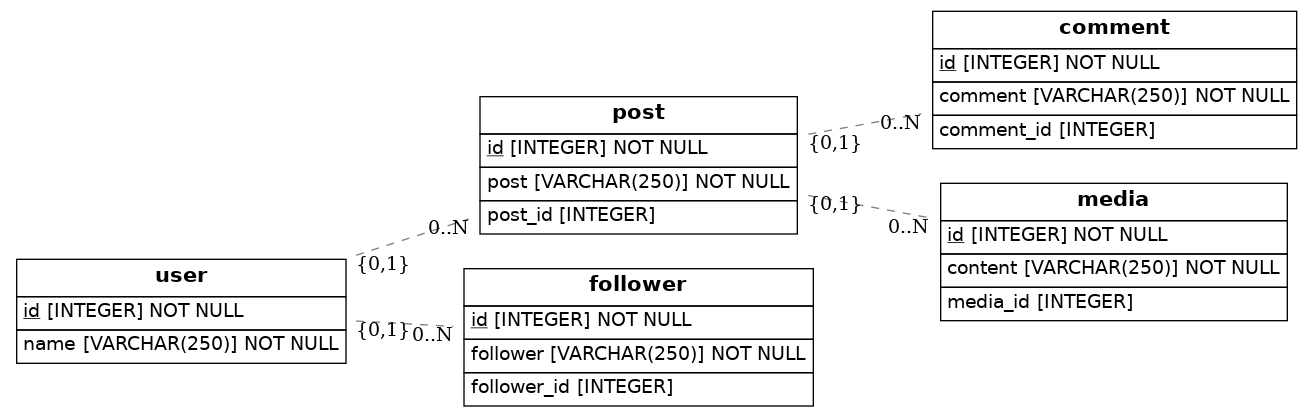 comment
id [INTEGER] NOT NULL
comment [VARCHAR(250)] NOT NULL
comment_id [INTEGER]
post
id [INTEGER] NOT NULL
post [VARCHAR(250)] NOT NULL
post_id [INTEGER]
0..N
{0,1}
media
id [INTEGER] NOT NULL
content [VARCHAR(250)] NOT NULL
media_id [INTEGER]
{0,1}
0..N
user
id [INTEGER] NOT NULL
name [VARCHAR(250)] NOT NULL
0..N
{0,1}
follower
id [INTEGER] NOT NULL
follower [VARCHAR(250)] NOT NULL
follower_id [INTEGER]
{0,1}
0..N